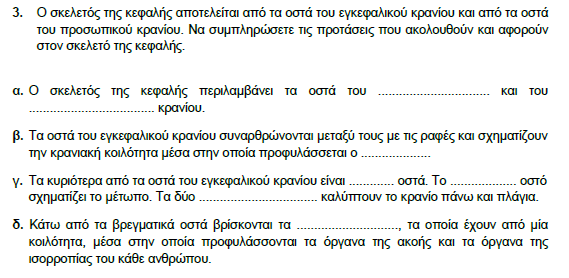 3. Ο σκελετός της κεφαλής αποτελείται από τα οστά του εγκεφαλικού κρανίου και από τα οστά
του προσωπικού κρανίου. Να συμπληρώσετε τις προτάσεις που ακολουθούν και αφορούν
στον σκελετό της κεφαλής.
α. Ο σκελετός της κεφαλής περιλαμβάνει τα οστά του ................................ και του
.................................... κρανίου.
β. Τα οστά του εγκεφαλικού κρανίου συναρθρώνονται μεταξύ τους με τις ραφές και σχηματίζουν
την κρανιακή κοιλότητα μέσα στην οποία προφυλάσσεται ο ....................
γ. Τα κυριότερα από τα οστά του εγκεφαλικού κρανίου είναι ............. οστά. Το ................... οστό
σχηματίζει το μέτωπο. Τα δύο .................................. καλύπτουν το κρανίο πάνω και πλάγια.
δ. Κάτω από τα βρεγματικά οστά βρίσκονται τα ............................., τα οποία έχουν από μία
κοιλότητα, μέσα στην οποία προφυλάσσονται τα όργανα της ακοής και τα όργανα της
ισορροπίας του κάθε ανθρώπου.